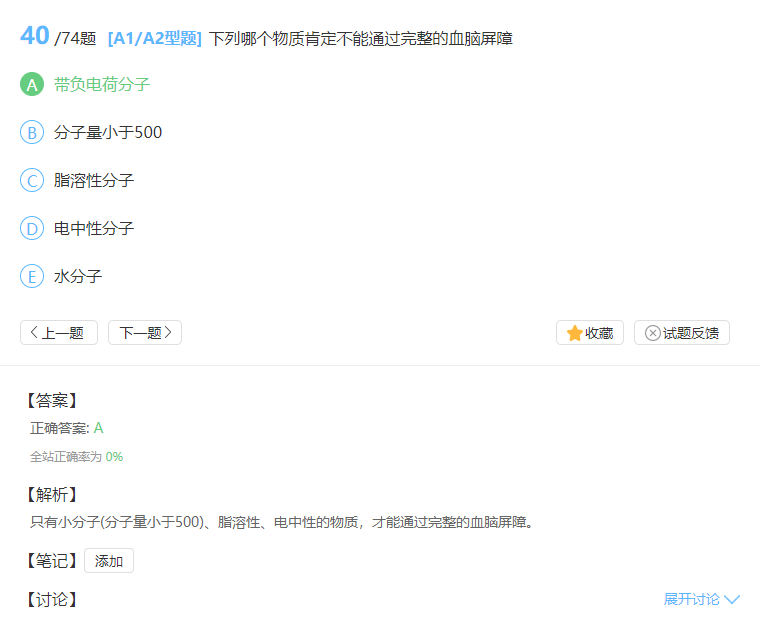 40 /74题 [A1/A2型题] 下列哪个物质肯定不能通过完整的血脑屏障
A 带负电荷分子
B 分子量小于500
C 脂溶性分子
D 电中性分子
E 水分子
上一题 下一题 收藏 试题反馈
【答案】
正确答案: A
全站正确率为 0%
【解析】
只有小分子(分子量小于500)、脂溶性、电中性的物质，才能通过完整的血脑屏障。
【笔记】 添加
【讨论】 展开讨论